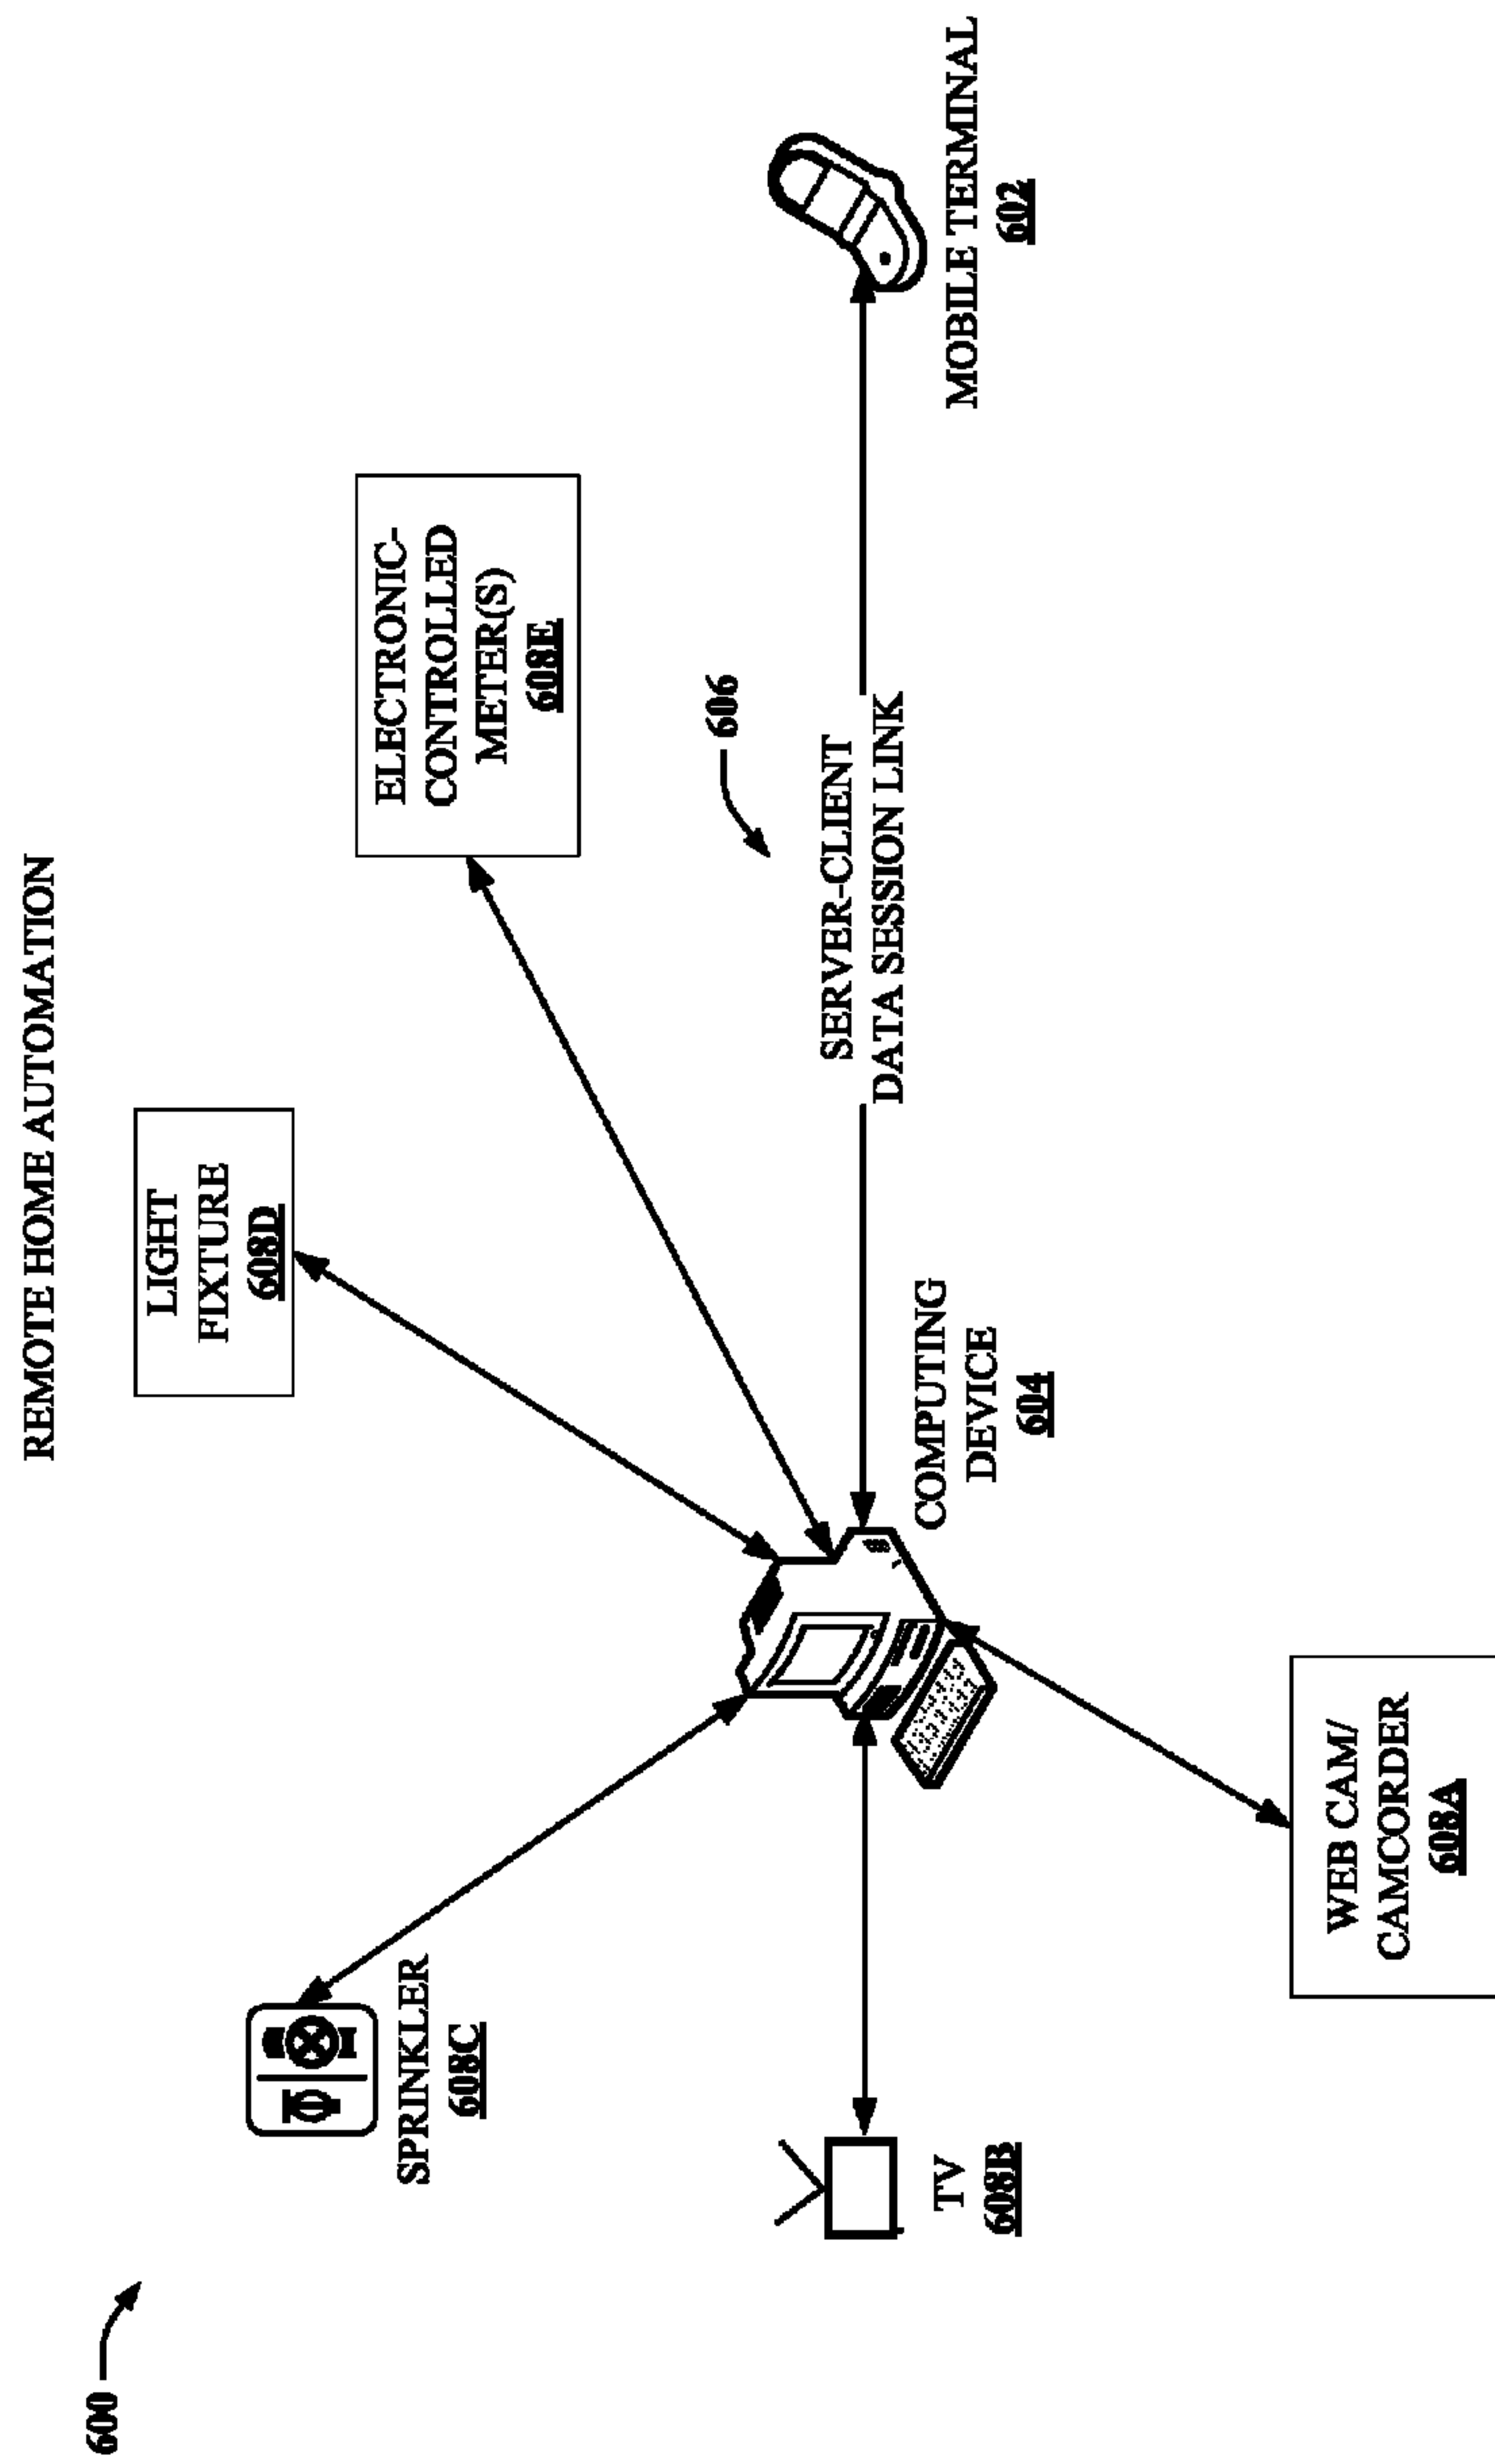 REMOTE HOME AUTOMATION
600
LIGHT
FIXTURE
608D
SPRINKLER
608C
ELECTRONIC-
CONTROLLED
METER(S)
608E
606
SERVER-CLIENT
DATA SESSION LINK
TV
608B
COMPUTING
DEVICE
604
MOBILE TERMINAL
602
WEB CAM/
CAMCORDER
608A